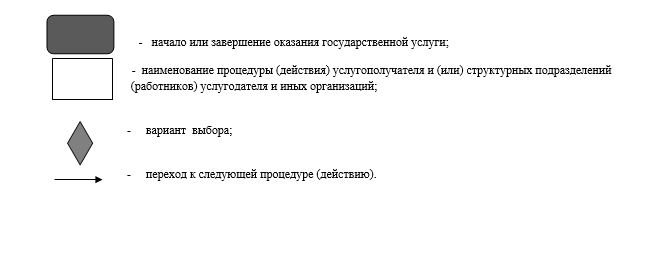 - начало или завершение оказания государственной услуги;
- наименование процедуры (действия) услугополучателя и (или) структурных подразделений
(работников) услугодателя и иных организаций;
- вариант выбора;
- переход к следующей процедуре (действию).